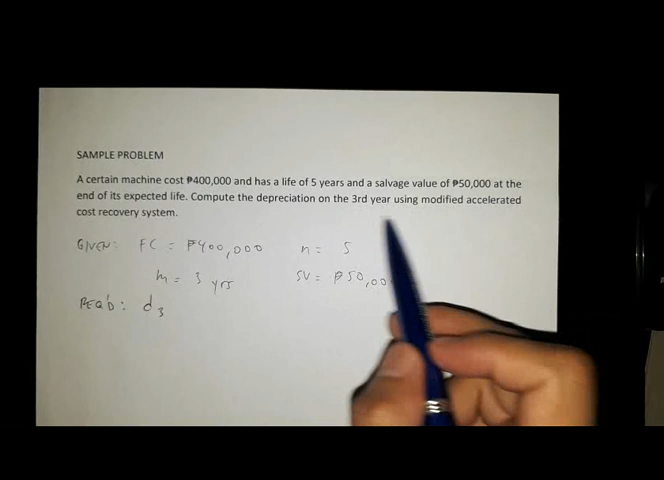 SAMPLE PROBLEM
A certain machine cost ₱400,000 and has a life of 5 years and a salvage value of ₱50,000 at the
end of its expected life. Compute the depreciation on the 3rd year using modified accelerated
cost recovery system.
GIVEN: FC = ₱400,000 n = 5
m = 3 yrs SV = ₱50,00
REQ'D: d3